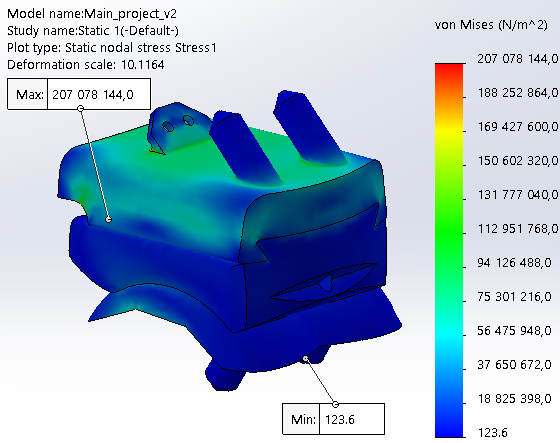 Model name:Main_project_v2
Study name:Static 1(-Default-)
Plot type: Static nodal stress Stress1
Deformation scale: 10.1164
Max: 207 078 144,0
von Mises (N/m^2)
207 078 144,0
188 252 864,0
169 427 600,0
150 602 320,0
131 777 040,0
112 951 768,0
94 126 488,0
75 301 216,0
56 475 948,0
37 650 672,0
18 825 398,0
123.6
Min: 123.6